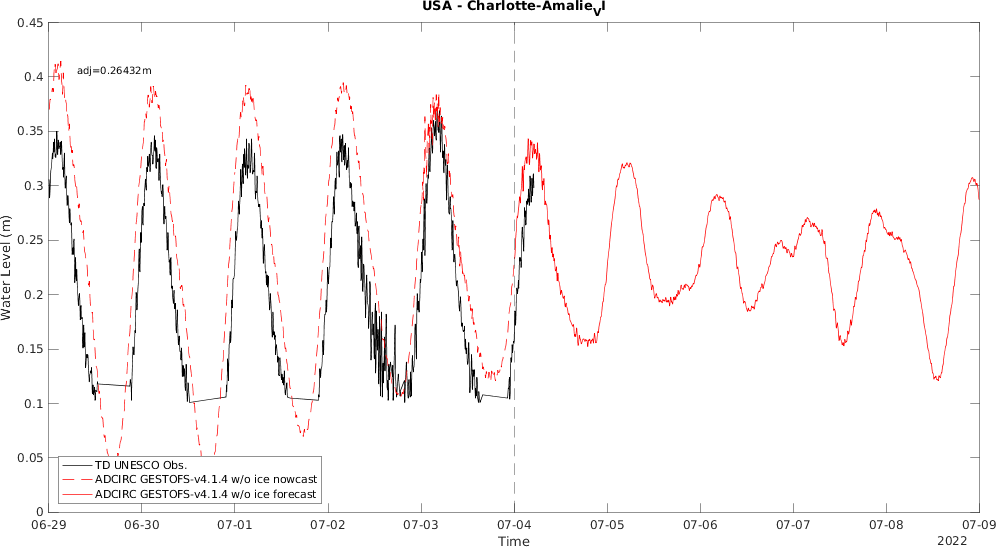 USA - Charlotte-Amalie_VI
0.45
0.4
0.35
0.3
0.25
0.2
0.15
0.1
0.05
0
Water Level (m)
adj=0.26432m
TD UNESCO Obs.
ADCIRC GESTOFS-v4.1.4 w/o ice nowcast
ADCIRC GESTOFS-v4.1.4 w/o ice forecast
06-29 06-30 07-01 07-02 07-03 07-04 07-05 07-06 07-07 07-08 07-09
Time
2022